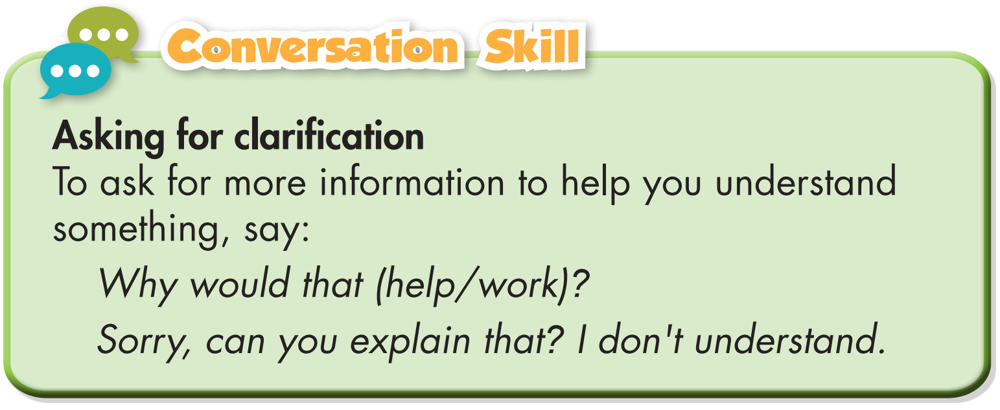 Conversation Skill
Asking for clarification
To ask for more information to help you understand
something, say:
Why would that (help/work)?
Sorry, can you explain that? I don't understand.